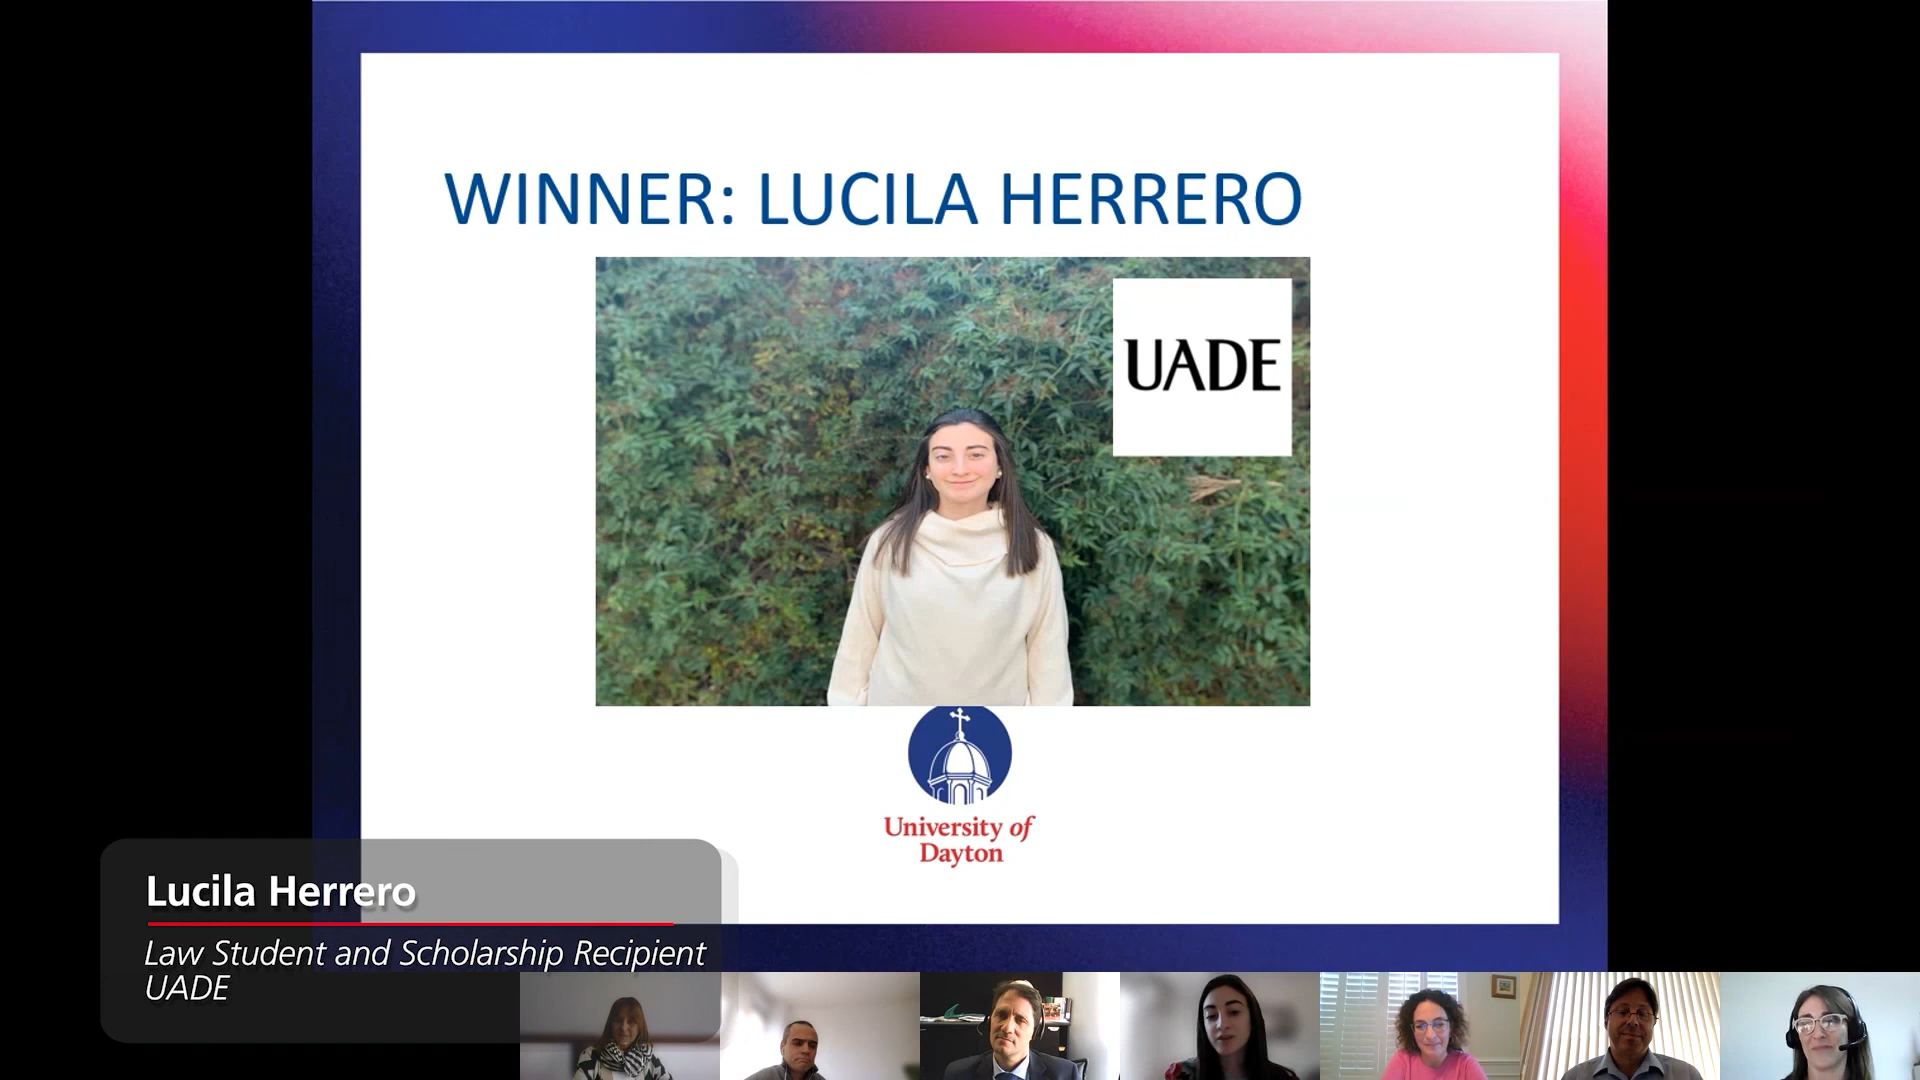 WINNER: LUCILA HERRERO
UADE
University of
Dayton
Lucila Herrero
Law Student and Scholarship Recipient
UADE